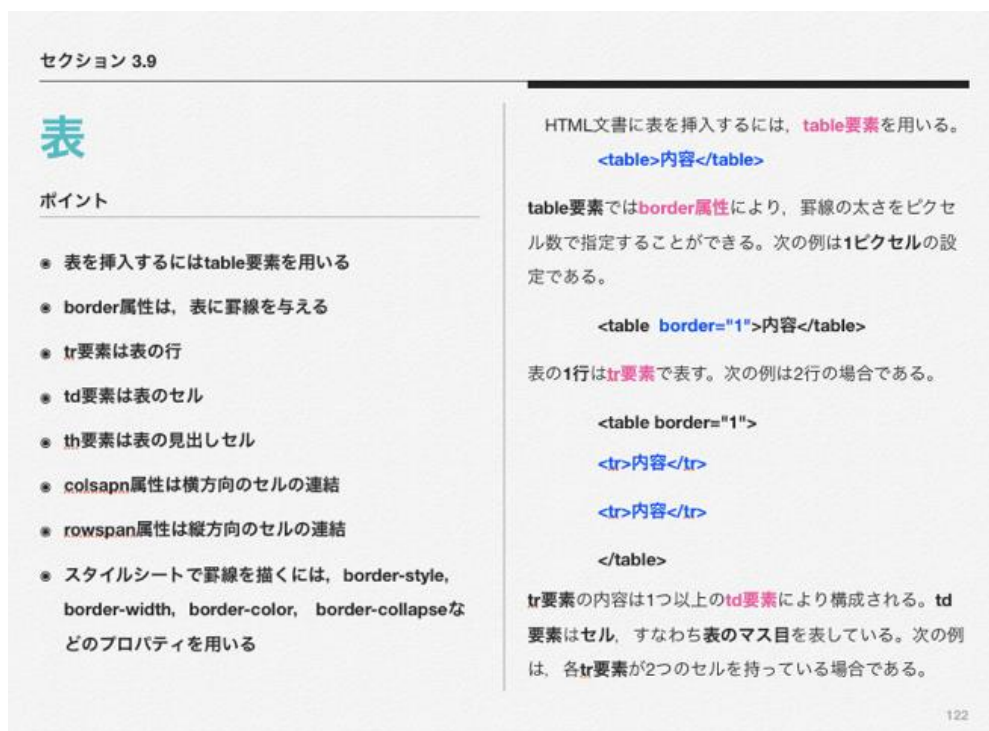 セクション 3.9
表
ポイント
◉ 表を挿入するにはtable要素を用いる
◉ border属性は，表に罫線を与える
◉ tr要素は表の行
◉ td要素は表のセル
◉ th要素は表の見出しセル
◉ colsapn属性は横方向のセルの連結
◉ rowspan属性は縦方向のセルの連結
◉ スタイルシートで罫線を描くには，border-style,
border-width，border-color， border-collapseな
どのプロパティを用いる
HTML文書に表を挿入するには，table要素を用いる。
<table>内容</table>
table要素ではborder属性により，罫線の太さをピクセ
ル数で指定することができる。次の例は1ピクセルの設
定である。
<table border="1">内容</table>
表の1行はtr要素で表す。次の例は2行の場合である。
<table border="1">
<tr>内容</tr>
<tr>内容</tr>
</table>
tr要素の内容は1つ以上のtd要素により構成される。td
要素はセル，すなわち表のマス目を表している。次の例
は，各tr要素が2つのセルを持っている場合である。
122